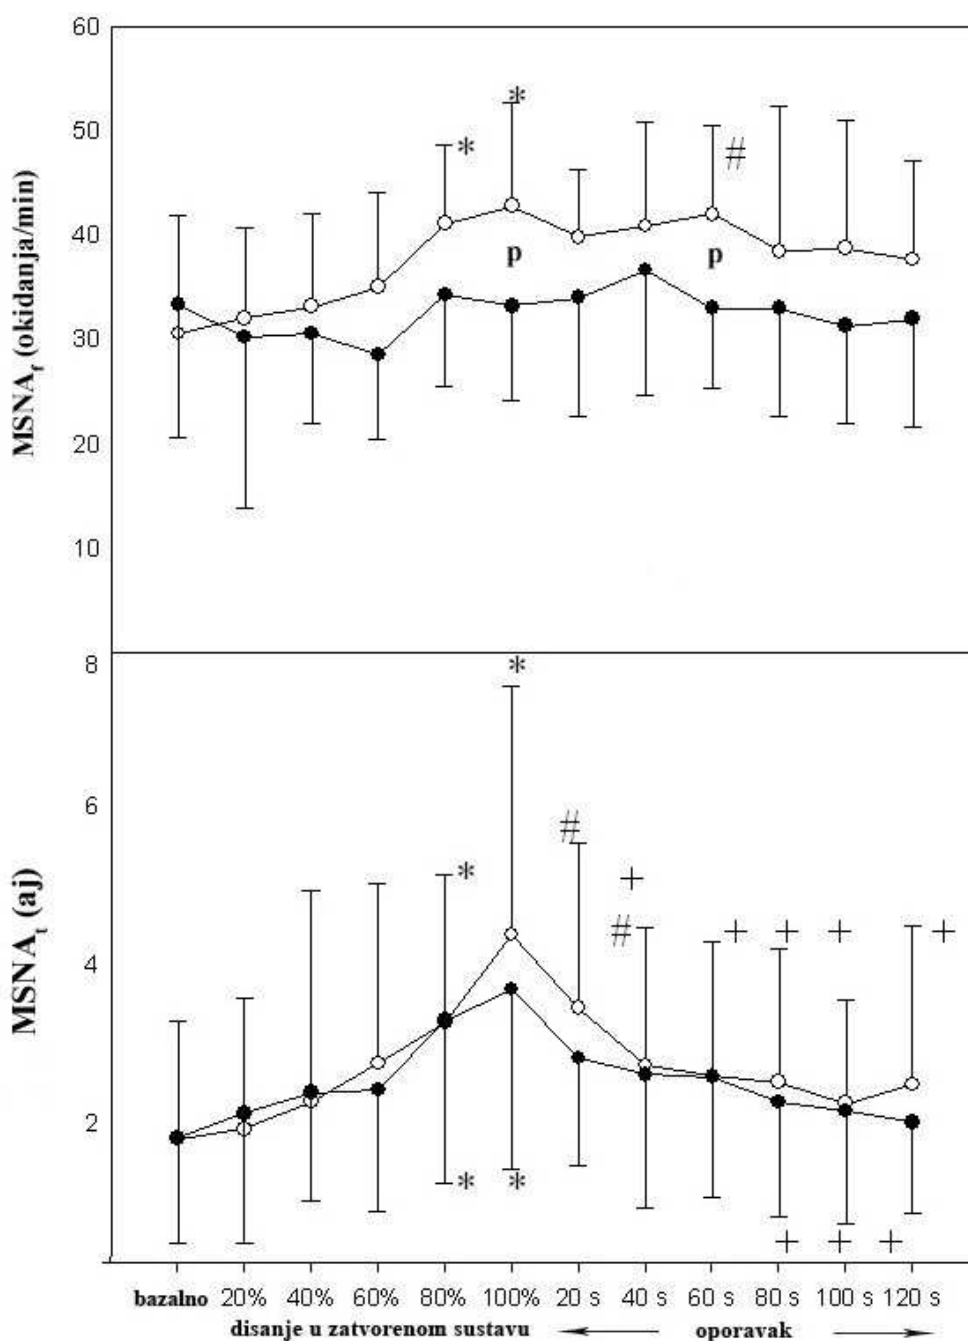 60
50
40
30
20
10
MSNAf (okidanja/min)
* *
#
p p
8
6
4
2
MSNAt (aj)
*
#
* +
# + + + +
* *
+ + +
bazalno 20% 40% 60% 80% 100% 20 s 40 s 60 s 80 s 100 s 120 s
disanje u zatvorenom sustavu oporavak